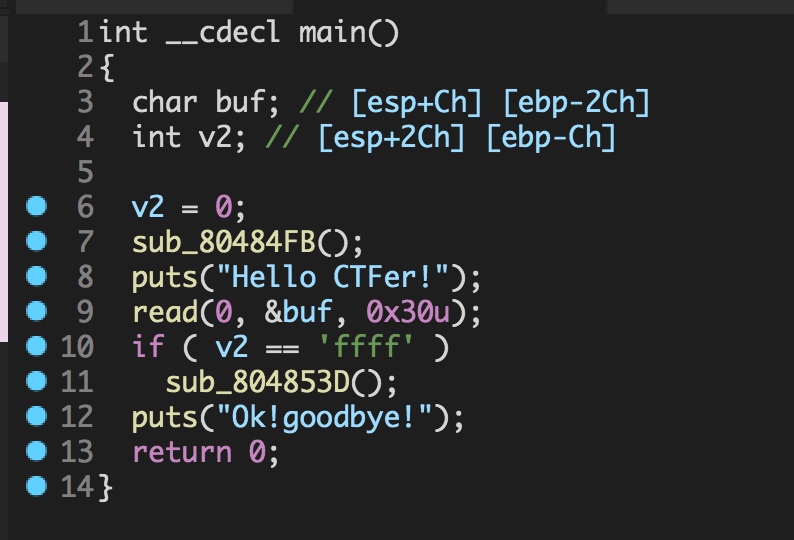 1 int __cdecl main()
2 {
3 char buf; // [esp+Ch] [ebp-2Ch]
4 int v2; // [esp+2Ch] [ebp-Ch]
5
6 v2 = 0;
7 sub_80484FB();
8 puts("Hello CTFer!");
9 read(0, &buf, 0x30u);
10 if ( v2 == 'ffff' )
11 sub_804853D();
12 puts("Ok!goodbye!");
13 return 0;
14 }